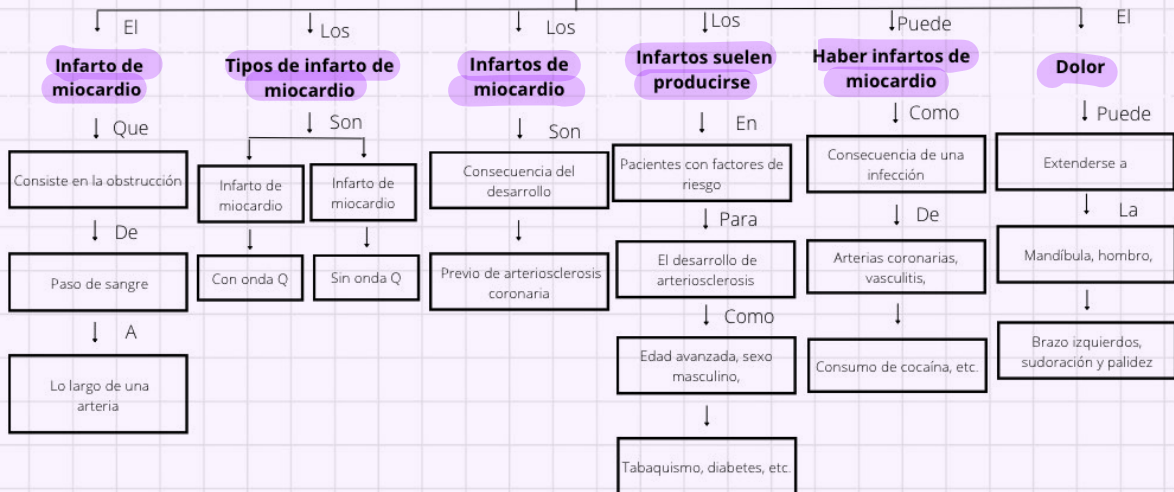 El
Infarto de
miocardio
Que
Consiste en la obstrucción
De
Paso de sangre
A
Lo largo de una
arteria
Los
Tipos de infarto de
miocardio
Son
Infarto de
miocardio
Con onda Q
Infarto de
miocardio
Sin onda Q
Los
Infartos de
miocardio
Son
Consecuencia del
desarrollo
Previo de arteriosclerosis
coronaria
Los
Infartos suelen
producirse
En
Pacientes con factores de
riesgo
Para
El desarrollo de
arteriosclerosis
Como
Edad avanzada, sexo
masculino,
Tabaquismo, diabetes, etc.
Puede
Haber infartos de
miocardio
Como
Consecuencia de una
infección
De
Arterias coronarias,
vasculitis,
Consumo de cocaína, etc.
El
Dolor
Puede
Extenderse a
La
Mandíbula, hombro,
Brazo izquierdos,
sudoración y palidez